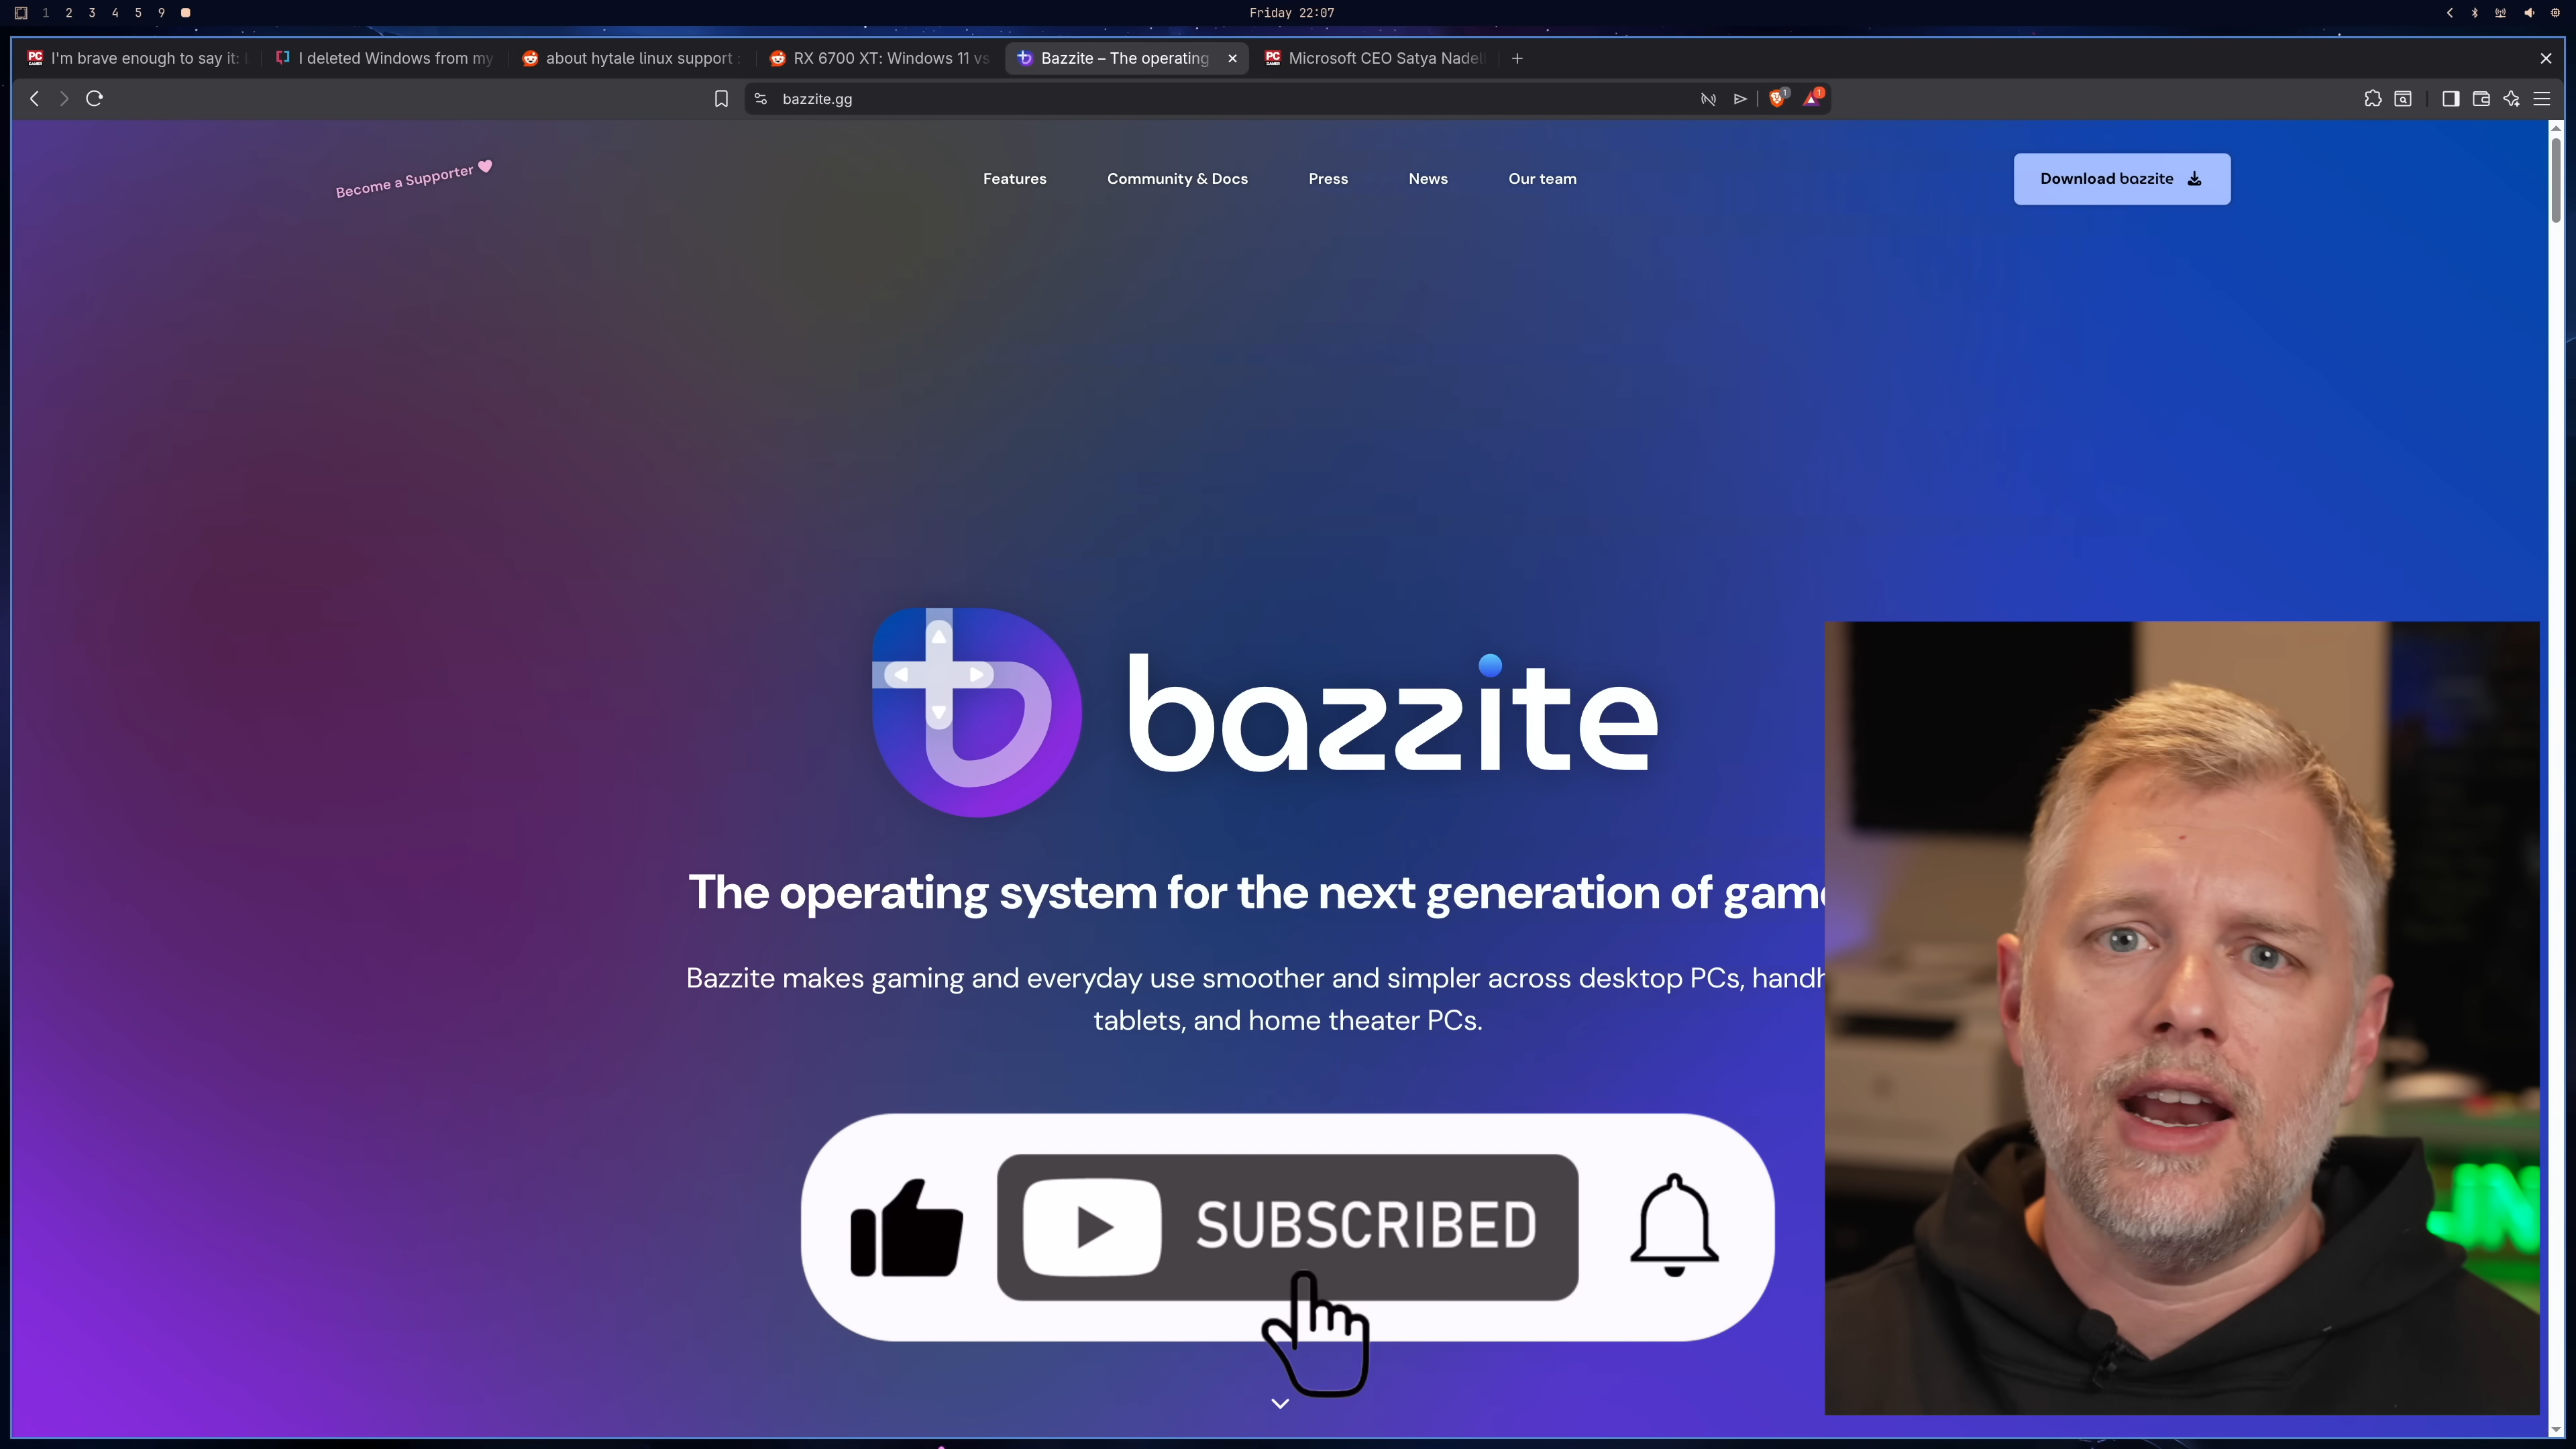 1 2 3 4 5 9
Friday 22:07
I'm brave enough to say it:
I deleted Windows from my
about hytale linux support
RX 6700 XT: Windows 11 vs
Bazzite – The operating
Microsoft CEO Satya Nadel
bazzite.gg
1
1
Become a Supporter
Features
Community & Docs
Press
News
Our team
Download bazzite
bazzite
The operating system for the next generation of game
Bazzite makes gaming and everyday use smoother and simpler across desktop PCs, handh
tablets, and home theater PCs.
SUBSCRIBED